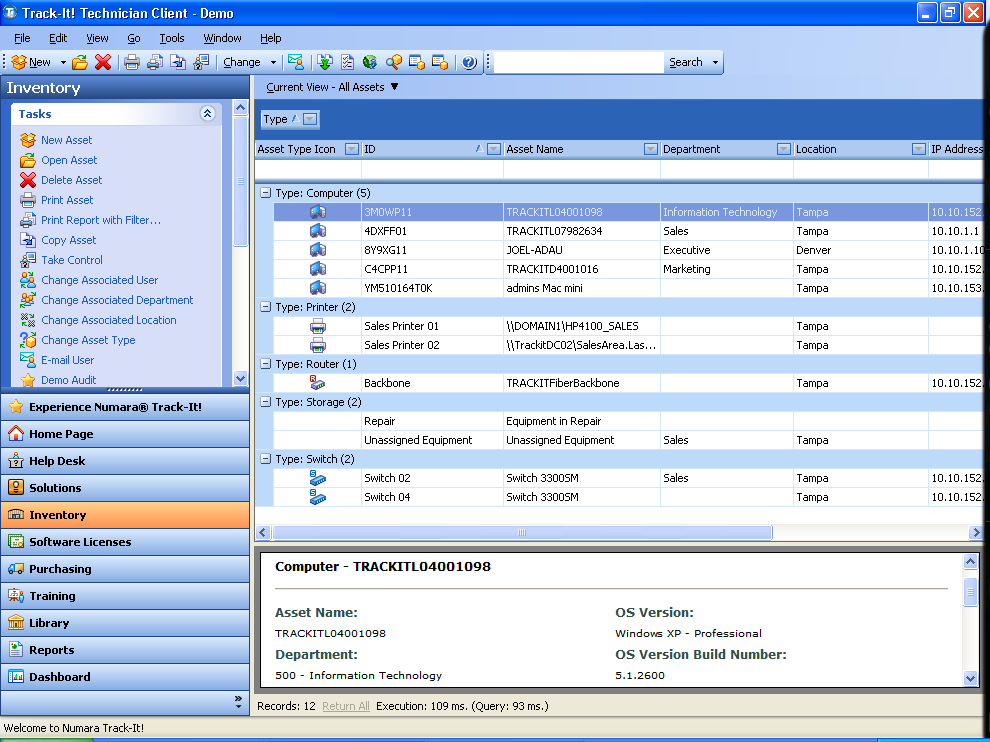 Track-It! Technician Client - Demo
File Edit View Go Tools Window Help
New Change Search
Inventory
Tasks
New Asset
Open Asset
Delete Asset
Print Asset
Print Report with Filter...
Copy Asset
Take Control
Change Associated User
Change Associated Department
Change Associated Location
Change Asset Type
E-mail User
Demo Audit
Experience Numara® Track-It!
Home Page
Help Desk
Solutions
Inventory
Software Licenses
Purchasing
Training
Library
Reports
Dashboard
Current View - All Assets
Type
Asset Type Icon ID Asset Name Department Location IP Address
Type: Computer (5)
3M0WP11 TRACKITL04001098 Information Technology Tampa 10.10.152
4DXFF01 TRACKITL07982634 Sales Tampa 10.10.1.1
8Y9XG11 JOEL-ADAU Executive Denver 10.10.1.10
C4CPP11 TRACKITD4001016 Marketing Tampa 10.10.152.
YM510164T0K admins Mac mini Tampa 10.10.153.
Type: Printer (2)
Sales Printer 01 \\DOMAIN1\HP4100_SALES Tampa
Sales Printer 02 \\TrackitDC02\SalesArea.Las... Tampa
Type: Router (1)
Backbone TRACKITFiberBackbone Tampa 10.10.152.
Type: Storage (2)
Repair Equipment in Repair
Unassigned Equipment Unassigned Equipment Sales Tampa
Type: Switch (2)
Switch 02 Switch 3300SM Sales Tampa 10.10.152.
Switch 04 Switch 3300SM Tampa 10.10.152.
Computer - TRACKITL04001098
Asset Name: OS Version:
TRACKITL04001098 Windows XP - Professional
Department: OS Version Build Number:
500 - Information Technology 5.1.2600
Records: 12 Return All Execution: 109 ms. (Query: 93 ms.)
Welcome to Numara Track-It!